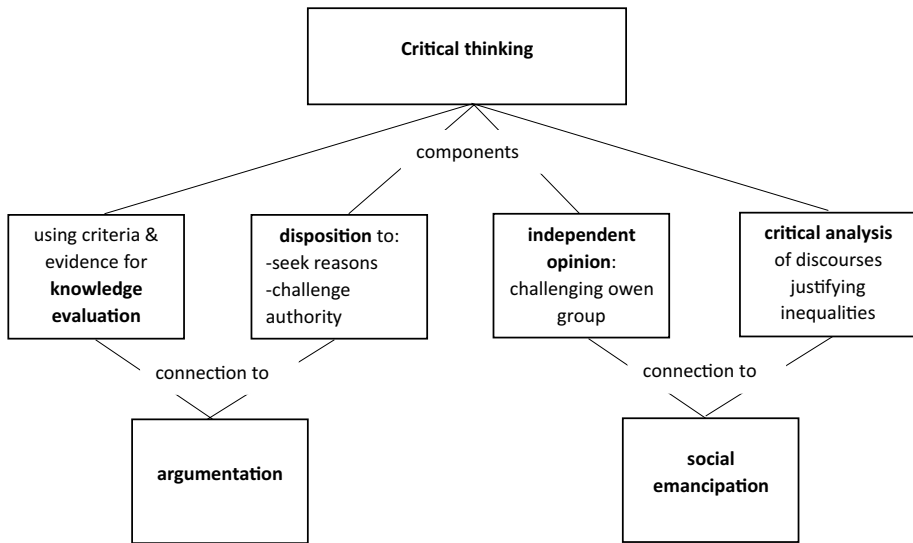 Critical thinking
components
using criteria &
evidence for
knowledge
evaluation
disposition to:
-seek reasons
-challenge
authority
independent
opinion:
challenging owen
group
critical analysis
of discourses
justifying
inequalities
connection to
connection to
argumentation
social
emancipation